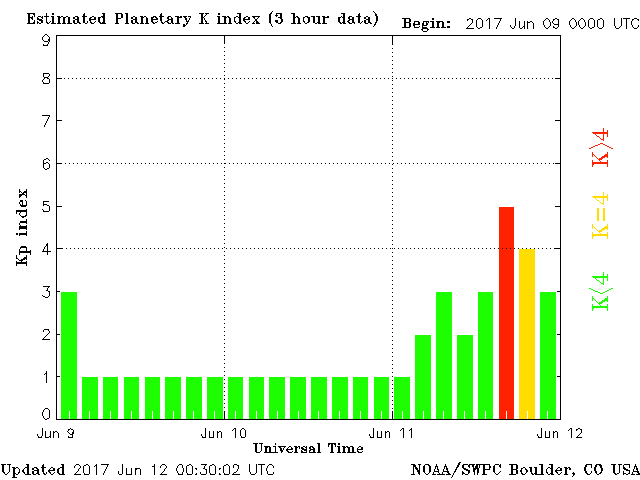 Estimated Planetary K index (3 hour data) Begin: 2017 Jun 09 0000 UTC
9
8
7
6
5
4
3
2
1
0
Kp index
K>4
K=4
K<4
Jun 9 Jun 10 Jun 11 Jun 12
Universal Time
Updated 2017 Jun 12 00:30:02 UTC NOAA/SWPC Boulder, CO USA